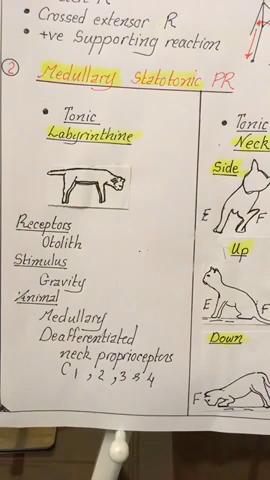 • Crossed extensor R
• +ve Supporting reaction
② Medullary Statotonic PR
• Tonic
Labyrinthine
Receptors
Otolith
Stimulus
Gravity
Animal
Medullary
Deafferentiated
neck proprioceptors
C 1, 2, 3 & 4
• Tonic
Neck
Side
E F
Up
E F
Down
F